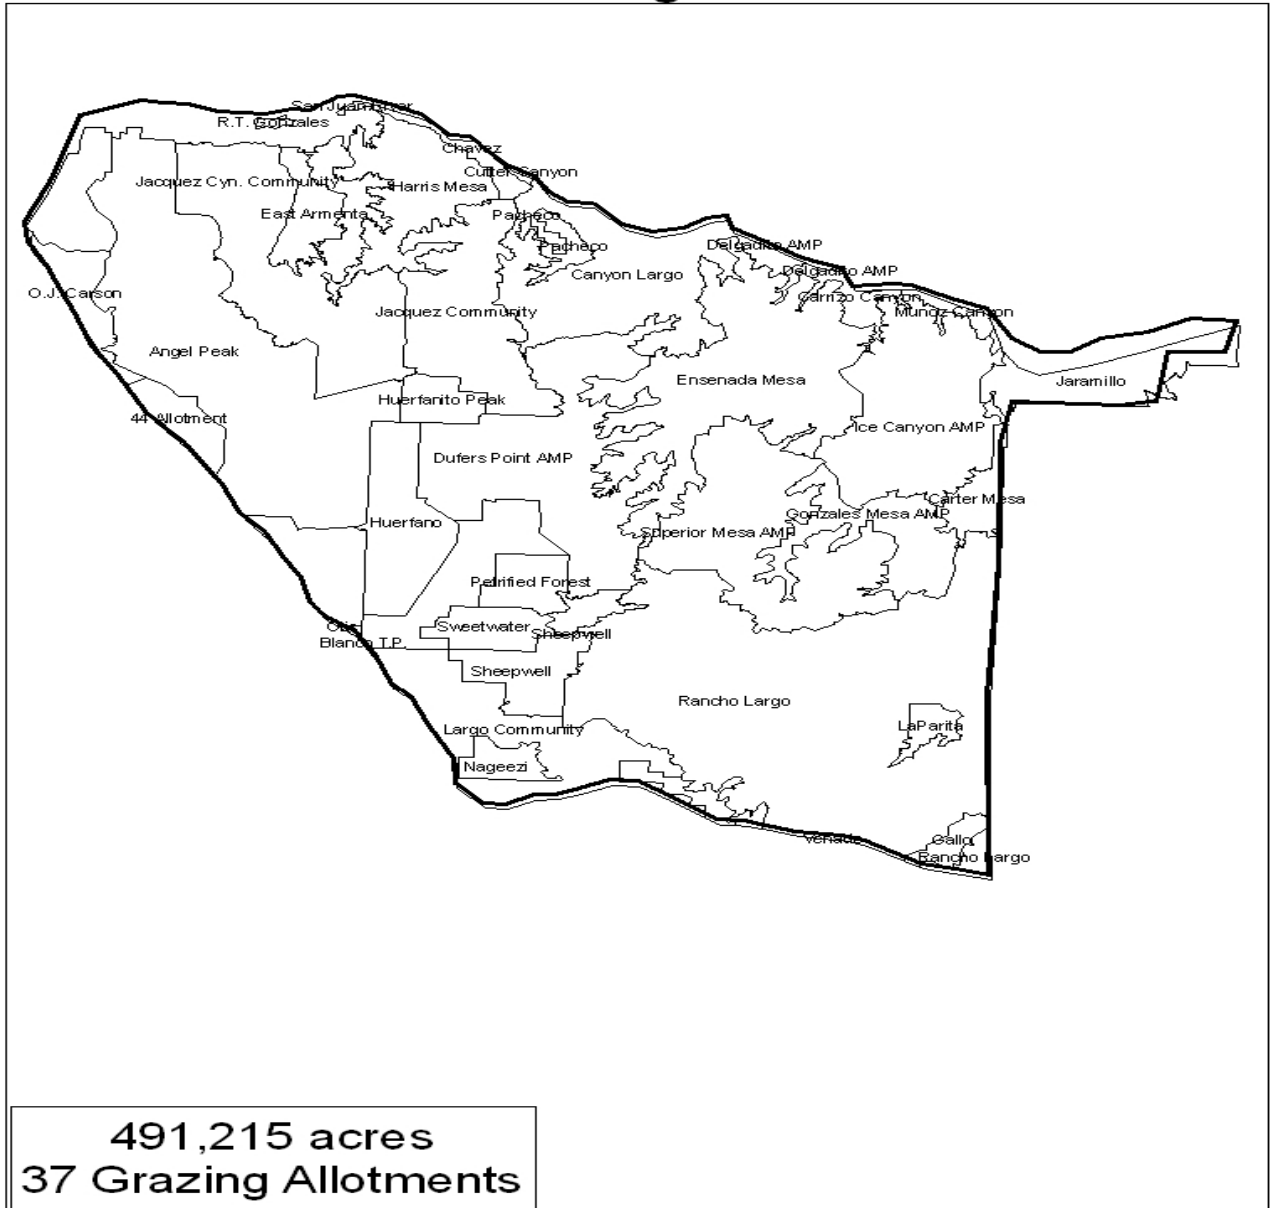 San Juan River
R.T. Gonzales
Chavez
Cutter Canyon
Jacquez Cyn. Community
Harris Mesa
East Armenta
Pacheco
Pacheco
Delgadito AMP
Canyon Largo
Delgadito AMP
O.J. Carson
Carrizo Canyon
Jacquez Community
Munoz Canyon
Angel Peak
Ensenada Mesa
Jaramillo
Huerfanito Peak
44 Allotment
Ice Canyon AMP
Dufers Point AMP
Carter Mesa
Gonzales Mesa AMP
Huerfano
Superior Mesa AMP
Petrified Forest
Sweetwater
Sheepwell
Blanco T.P.
Sheepwell
Rancho Largo
LaParita
Largo Community
Nageezi
Venado
Gallo
Rancho Largo
491,215 acres
37 Grazing Allotments